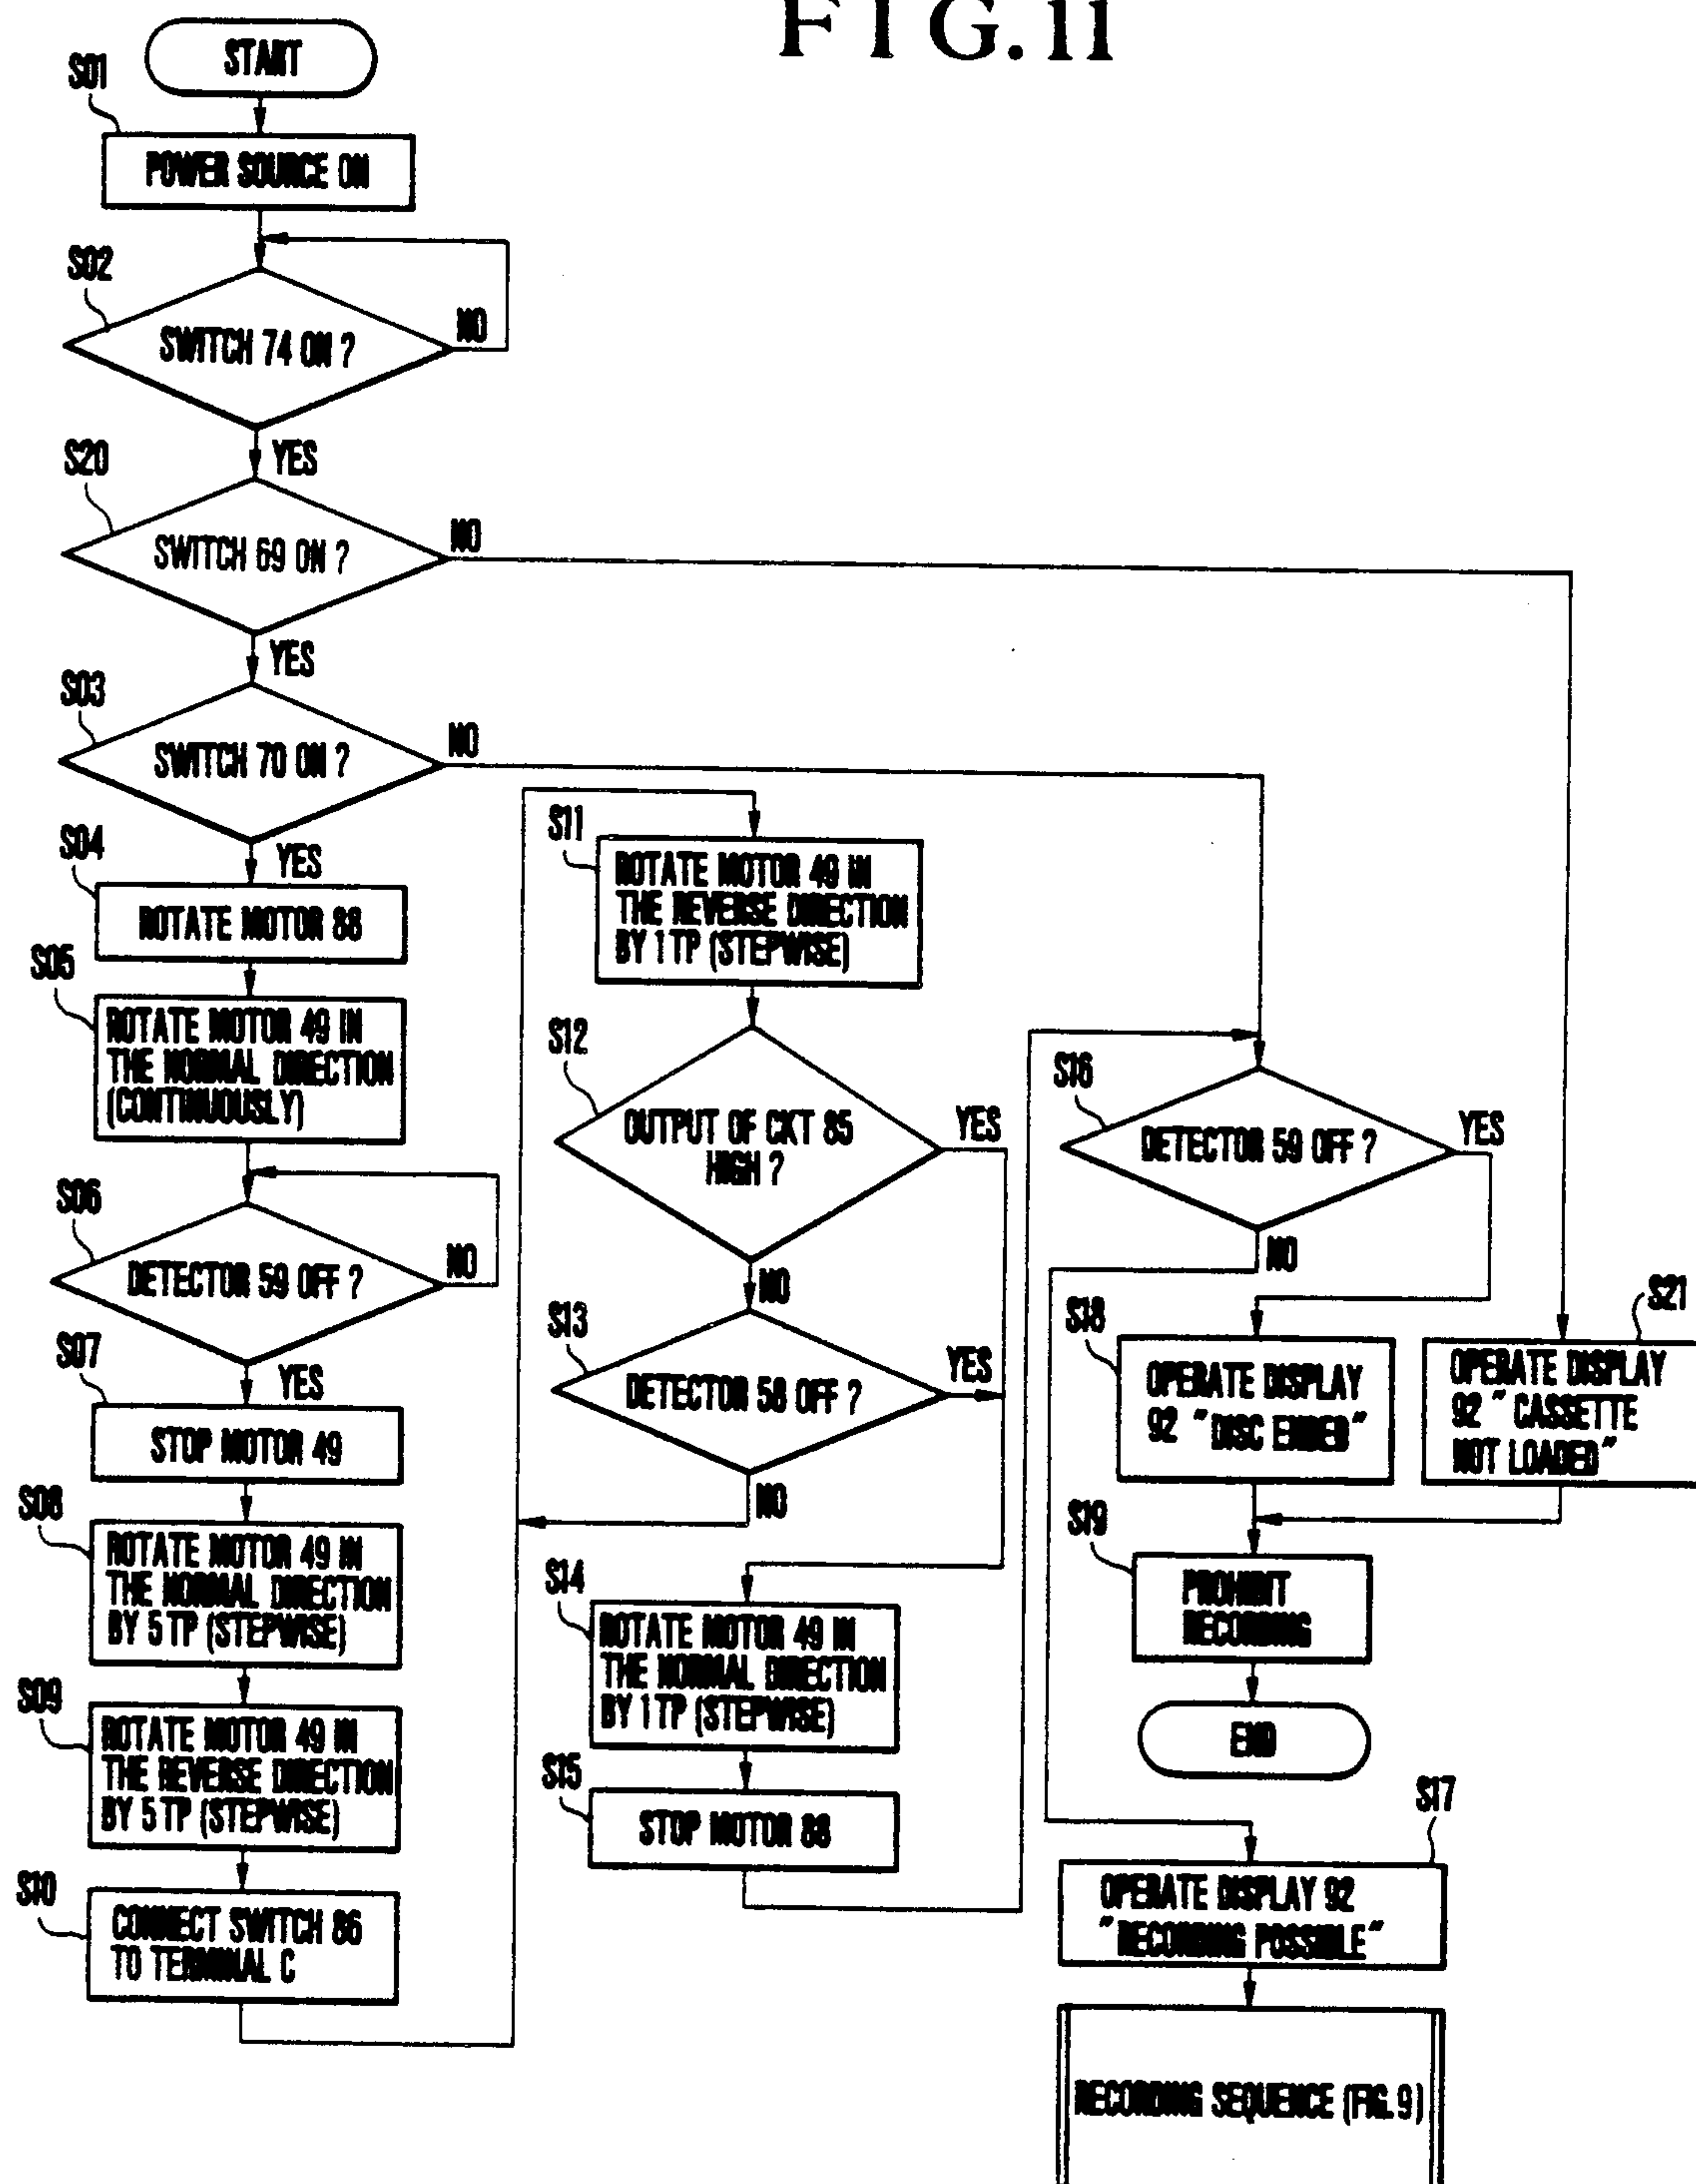 FIG. 11
START
S01
POWER SOURCE ON
S02
SWITCH 74 ON ?
NO
YES
S20
SWITCH 69 ON ?
NO
YES
S03
SWITCH 70 ON ?
NO
YES
S04
ROTATE MOTOR 88
S05
ROTATE MOTOR 49 IN
THE NORMAL DIRECTION
(CONTINUOUSLY)
S06
DETECTOR 59 OFF ?
NO
YES
S07
STOP MOTOR 49
S08
ROTATE MOTOR 49 IN
THE NORMAL DIRECTION
BY 5 TP (STEPWISE)
S09
ROTATE MOTOR 49 IN
THE REVERSE DIRECTION
BY 5 TP (STEPWISE)
S10
CONNECT SWITCH 86
TO TERMINAL C
S11
ROTATE MOTOR 49 IN
THE REVERSE DIRECTION
BY 1 TP (STEPWISE)
S12
OUTPUT OF CKT 85
HIGH ?
YES
NO
S13
DETECTOR 58 OFF ?
YES
NO
S14
ROTATE MOTOR 49 IN
THE NORMAL DIRECTION
BY 1 TP (STEPWISE)
S15
STOP MOTOR 88
S16
DETECTOR 59 OFF ?
YES
NO
S18
OPERATE DISPLAY
92 "DISC ENDED"
S21
OPERATE DISPLAY
92 "CASSETTE
NOT LOADED"
S19
PROHIBIT
RECORDING
END
S17
OPERATE DISPLAY 92
"RECORDING POSSIBLE"
RECORDING SEQUENCE (FIG. 9)